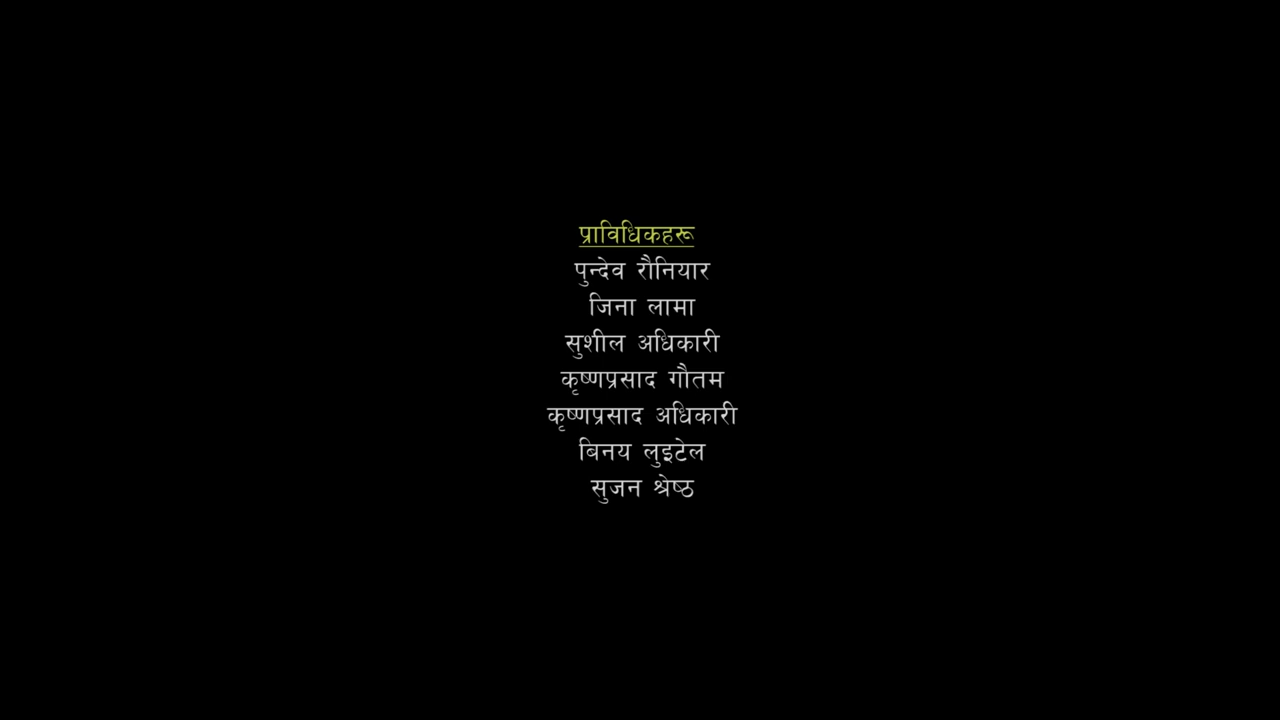 प्राविधिकहरू
पुन्देव रौनियार
जिना लामा
सुशील अधिकारी
कृष्णप्रसाद गौतम
कृष्णप्रसाद अधिकारी
बिनय लुइटेल
सुजन श्रेष्ठ